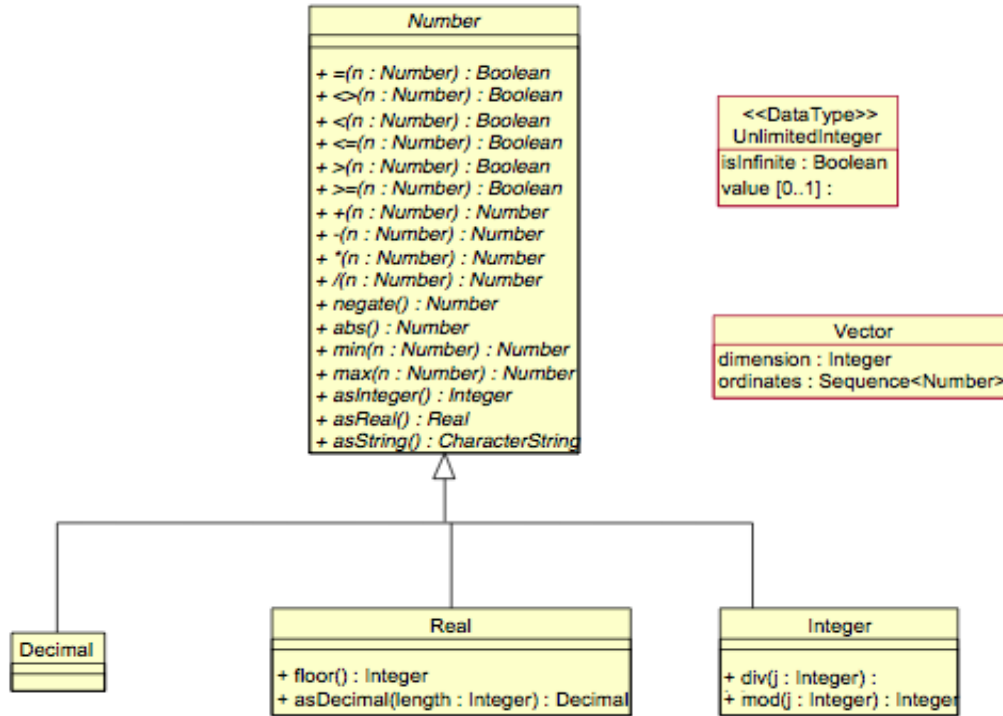 Number
+ =(n : Number) : Boolean
+ <>(n : Number) : Boolean
+ <(n : Number) : Boolean
+ <=(n : Number) : Boolean
+ >(n : Number) : Boolean
+ >=(n : Number) : Boolean
+ +(n : Number) : Number
+ -(n : Number) : Number
+ *(n : Number) : Number
+ /(n : Number) : Number
+ negate() : Number
+ abs() : Number
+ min(n : Number) : Number
+ max(n : Number) : Number
+ asInteger() : Integer
+ asReal() : Real
+ asString() : CharacterString
<<DataType>>
UnlimitedInteger
isInfinite : Boolean
value [0..1] :
Vector
dimension : Integer
ordinates : Sequence<Number>
Decimal
Real
+ floor() : Integer
+ asDecimal(length : Integer) : Decimal
Integer
+ div(j : Integer) :
+ mod(j : Integer) : Integer